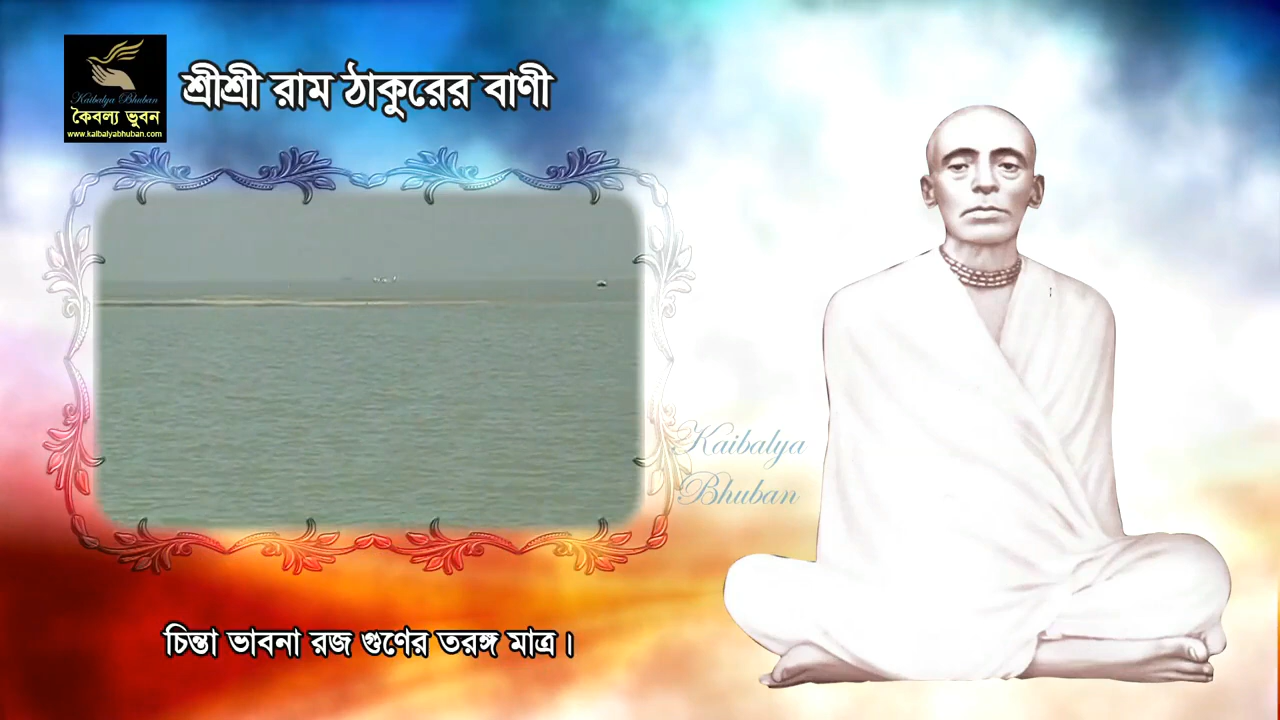 শ্রীশ্রী রাম ঠাকুরের বাণী
Kaibalya Bhuban
কৈবল্য ভুবন
www.kaibalyabhuban.com
Kaibalya
Bhuban
চিন্তা ভাবনা রজ গুণের তরঙ্গ মাত্র।